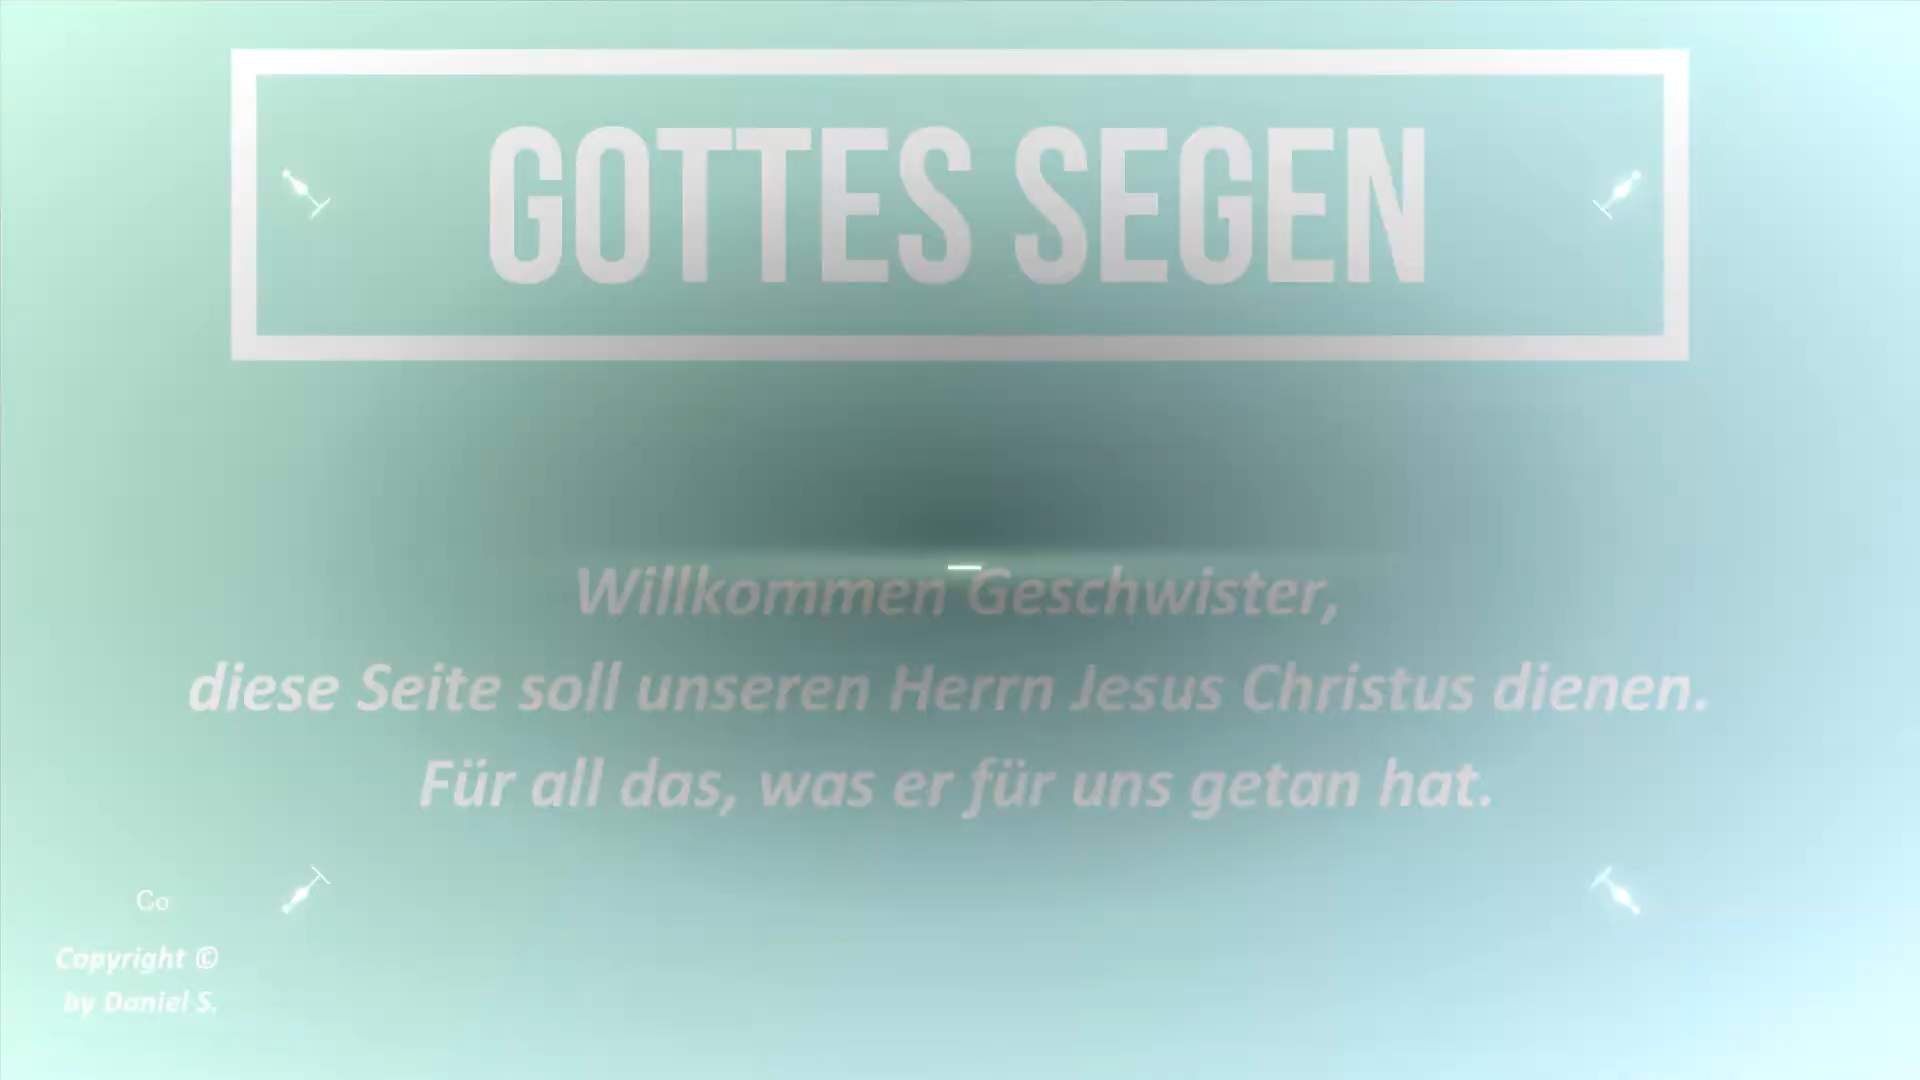 GOTTES SEGEN
Willkommen Geschwister,
diese Seite soll unseren Herrn Jesus Christus dienen.
Für all das, was er für uns getan hat.
Co
Copyright ©
by Daniel S.